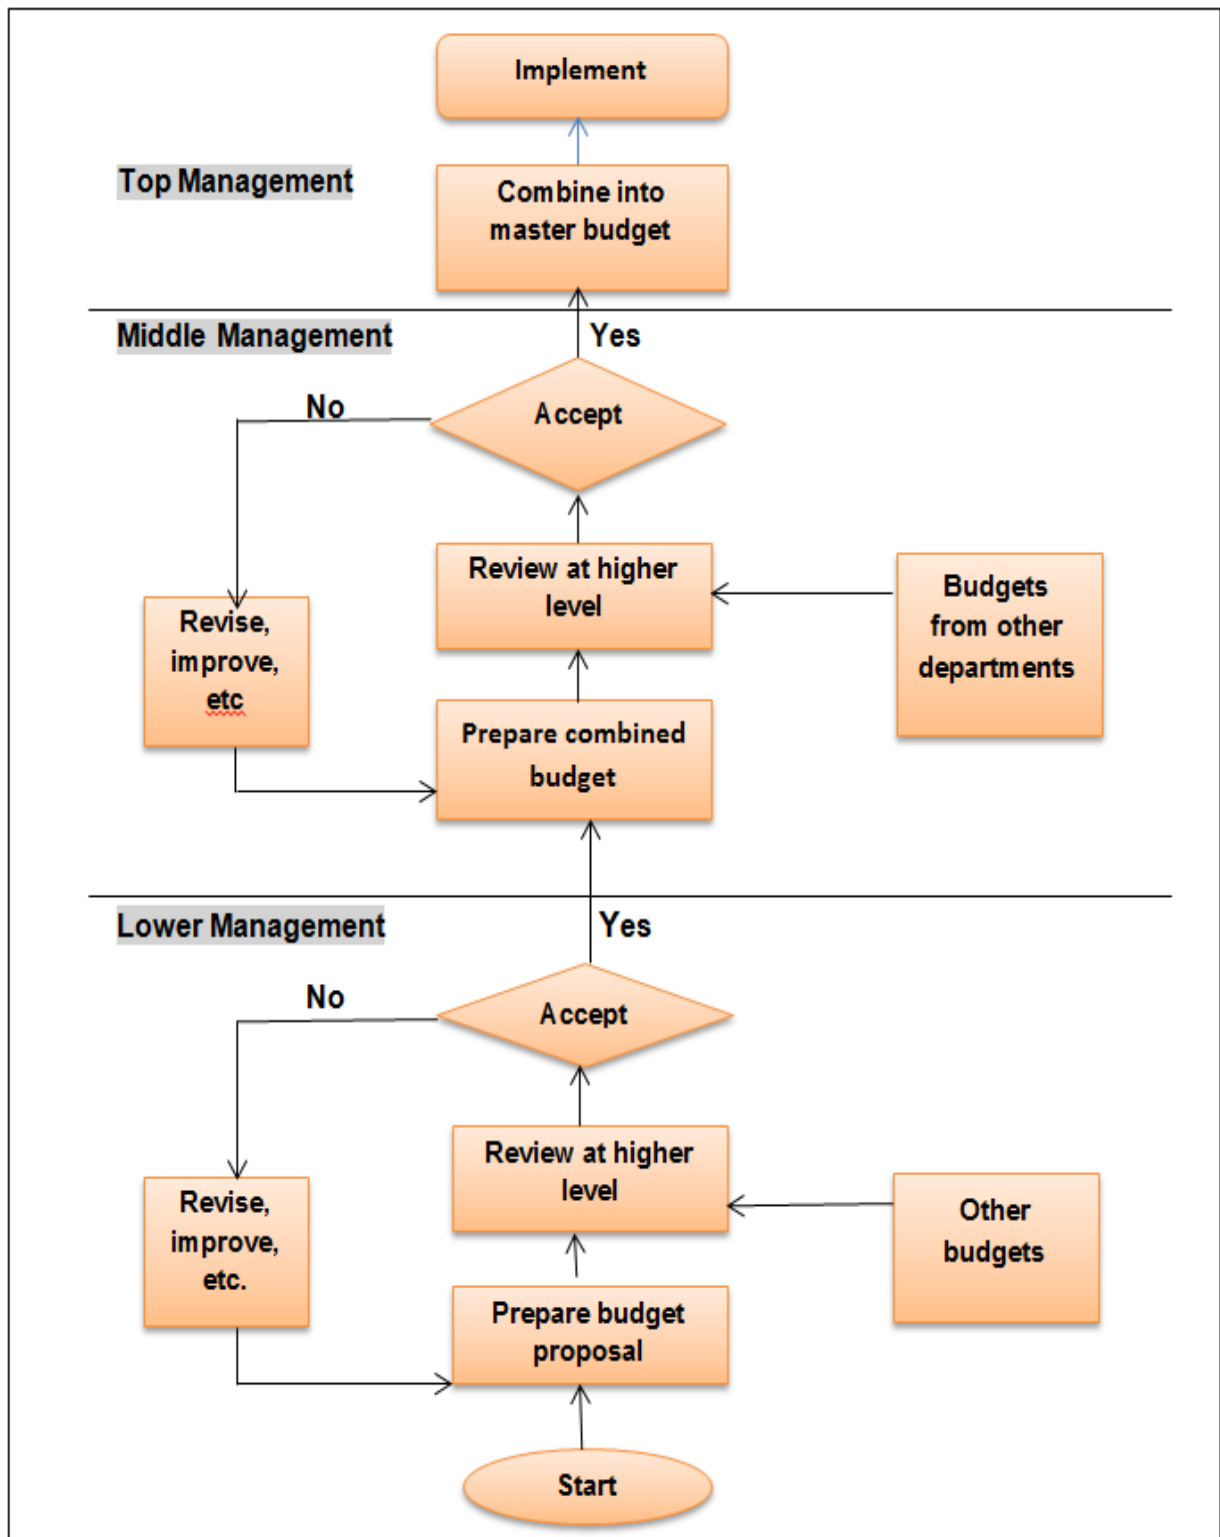 Implement
Top Management
Combine into
master budget
Middle Management
Yes
No
Accept
Review at higher
level
Budgets
from other
departments
Revise,
improve,
etc
Prepare combined
budget
Lower Management
Yes
No
Accept
Review at higher
level
Other
budgets
Revise,
improve,
etc.
Prepare budget
proposal
Start